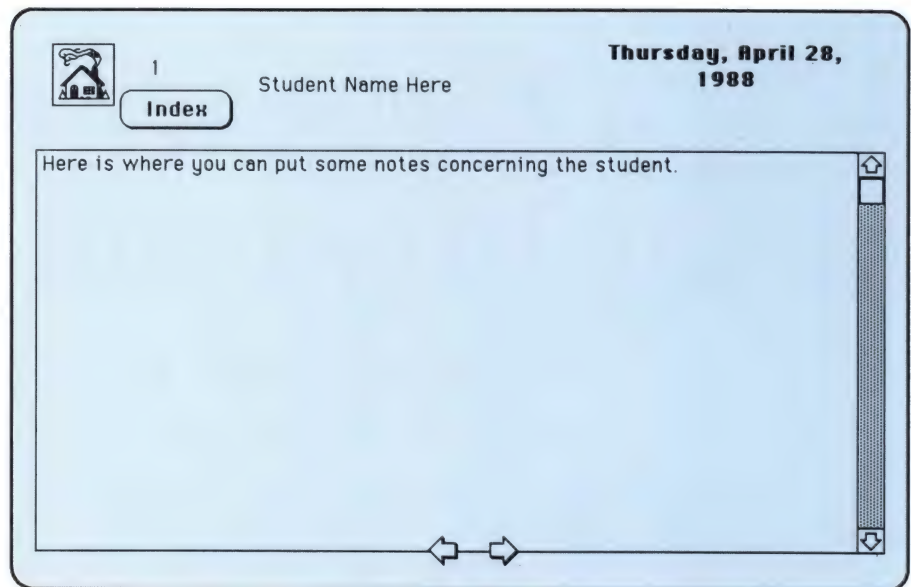 1
Index
Student Name Here
Thursday, April 28,
1988
Here is where you can put some notes concerning the student.